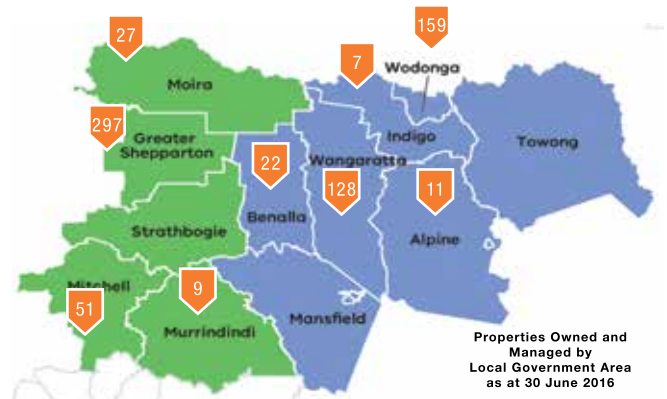 159
27
7
Wodonga
Moira
297
Greater
Shepparton
Indigo
Towong
22
Wangaratta
128
11
Benalla
Strathbogie
Alpine
Mitchell
9
51
Murrindindi
Mansfield
Properties Owned and
Managed by
Local Government Area
as at 30 June 2016